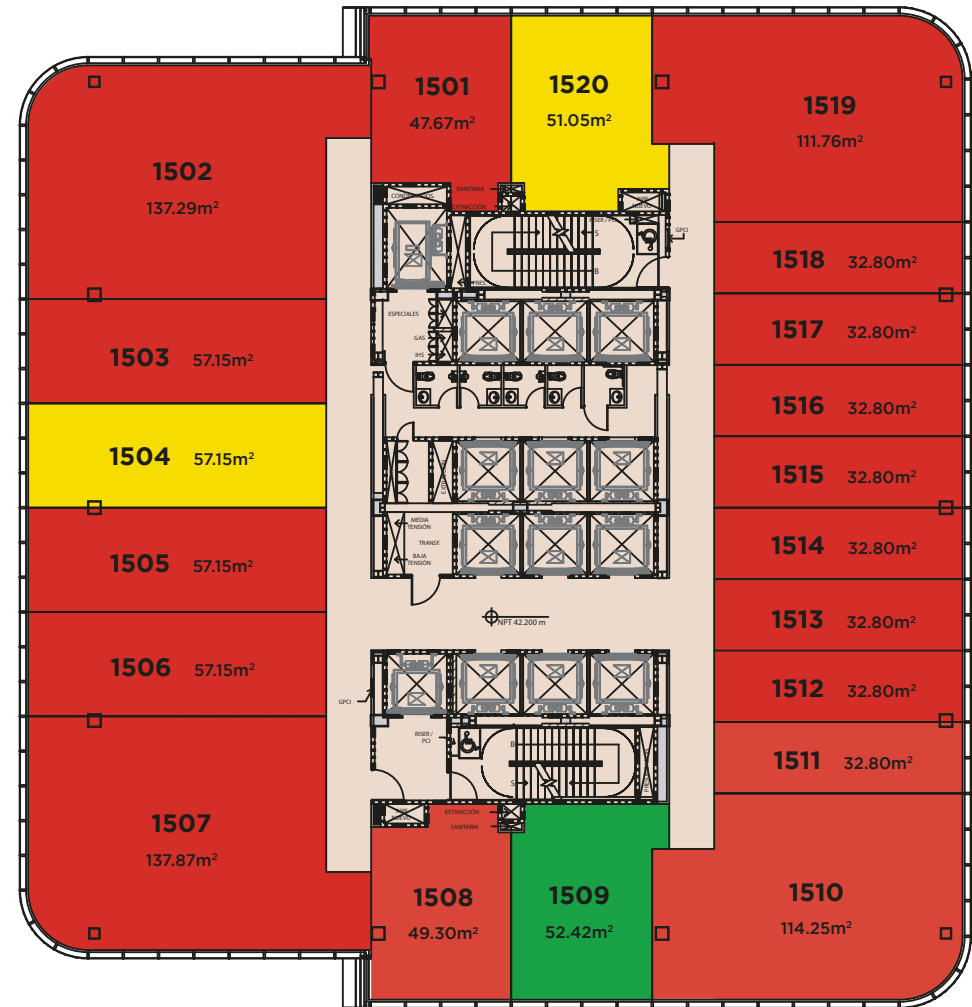 1501
47.67m²
1520
51.05m²
1519
111.76m²
1502
137.29m²
SANITARIA
EXTRACCIÓN
RISER / PCI
GPCI
S
B
1518 32.80m²
1517 32.80m²
ESPECIALES
GAS
IHS
1503 57.15m²
1516 32.80m²
1504 57.15m²
1515 32.80m²
MEDIA
TENSIÓN
TRANSF.
BAJA
TENSIÓN
1514 32.80m²
1505 57.15m²
1513 32.80m²
NPT 42.200 m
1506 57.15m²
1512 32.80m²
GPCI
RISER /
PCI
B
S
1511 32.80m²
EXTRACCIÓN
SANITARIA
1507
137.87m²
1508
49.30m²
1509
52.42m²
1510
114.25m²